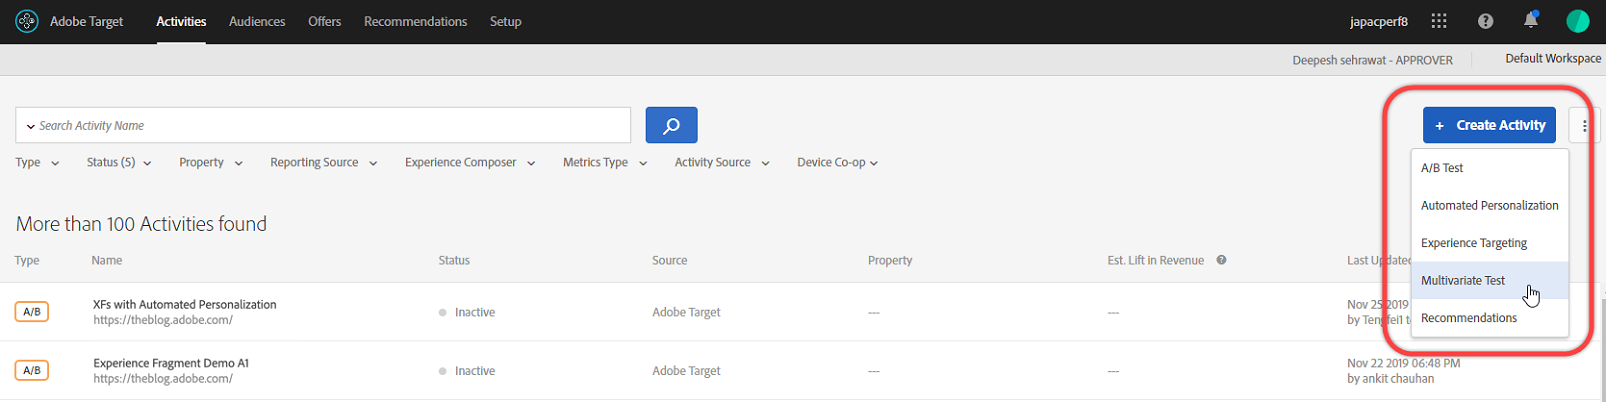 Adobe Target Activities Audiences Offers Recommendations Setup japacperf8
Deepesh sehrawat - APPROVER Default Workspace
Search Activity Name + Create Activity
Type Status (5) Property Reporting Source Experience Composer Metrics Type Activity Source Device Co-op
A/B Test
Automated Personalization
Experience Targeting
Multivariate Test
Recommendations
More than 100 Activities found
Type Name Status Source Property Est. Lift in Revenue Last Updated
A/B XFs with Automated Personalization Inactive Adobe Target --- --- Nov 25 2019
https://theblog.adobe.com/ by Tengfei1
A/B Experience Fragment Demo A1 Inactive Adobe Target --- --- Nov 22 2019 06:48 PM
https://theblog.adobe.com/ by ankit chauhan